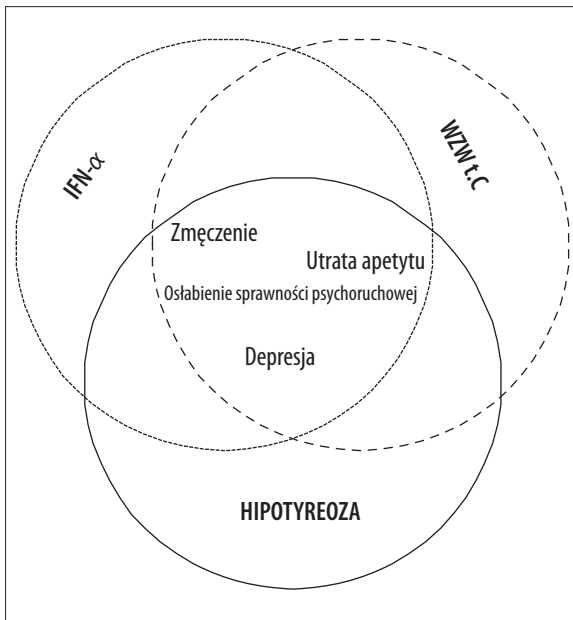 IFN-α
WZW t.C
Zmęczenie
Utrata apetytu
Osłabienie sprawności psychoruchowej
Depresja
HIPOTYREOZA